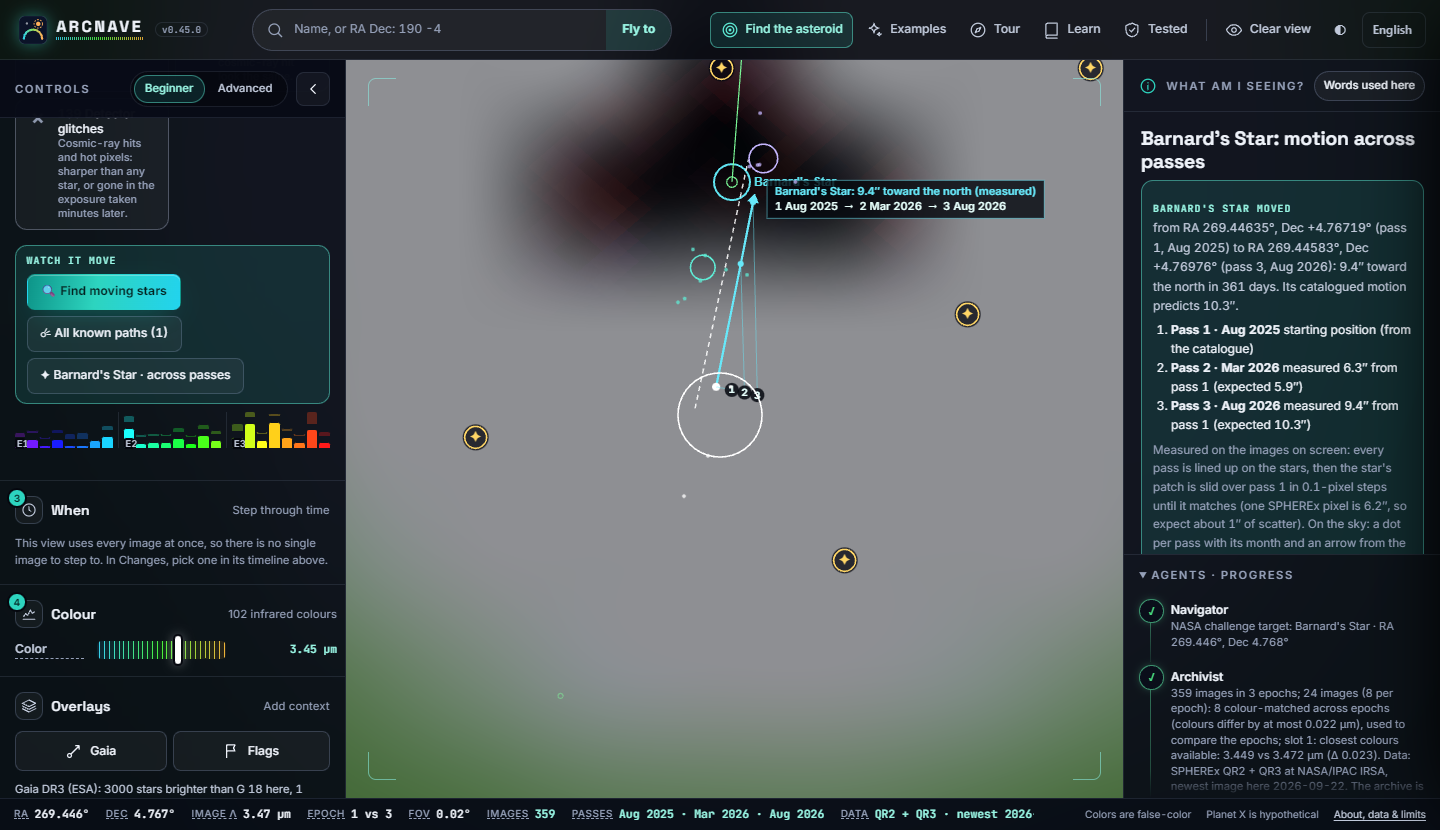 ARCNAVE
v0.45.0
Name, or RA Dec: 190 -4
Fly to
Find the asteroid
Examples
Tour
Learn
Tested
Clear view
English
CONTROLS
Beginner
Advanced
glitches
Cosmic-ray hits
and hot pixels:
sharper than any
star, or gone in the
exposure taken
minutes later.
WATCH IT MOVE
Find moving stars
All known paths (1)
Barnard's Star · across passes
E1
E2
E3
3
When
Step through time
This view uses every image at once, so there is no single
image to step to. In Changes, pick one in its timeline above.
4
Colour
102 infrared colours
Color
3.45 µm
Overlays
Add context
Gaia
Flags
Gaia DR3 (ESA): 3000 stars brighter than G 18 here, 1
Barnard's Star
Barnard's Star: 9.4″ toward the north (measured)
1 Aug 2025 → 2 Mar 2026 → 3 Aug 2026
1 2 3
WHAT AM I SEEING?
Words used here
Barnard's Star: motion across
passes
BARNARD'S STAR MOVED
from RA 269.44635°, Dec +4.76719° (pass
1, Aug 2025) to RA 269.44583°, Dec
+4.76976° (pass 3, Aug 2026): 9.4″ toward
the north in 361 days. Its catalogued motion
predicts 10.3″.
1. Pass 1 · Aug 2025 starting position (from
the catalogue)
2. Pass 2 · Mar 2026 measured 6.3″ from
pass 1 (expected 5.9″)
3. Pass 3 · Aug 2026 measured 9.4″ from
pass 1 (expected 10.3″)
Measured on the images on screen: every
pass is lined up on the stars, then the star's
patch is slid over pass 1 in 0.1-pixel steps
until it matches (one SPHEREx pixel is 6.2″, so
expect about 1″ of scatter). On the sky: a dot
per pass with its month and an arrow from the
AGENTS · PROGRESS
Navigator
NASA challenge target: Barnard's Star · RA
269.446°, Dec 4.768°
Archivist
359 images in 3 epochs; 24 images (8 per
epoch): 8 colour-matched across epochs
(colours differ by at most 0.022 µm), used to
compare the epochs; slot 1: closest colours
available: 3.449 vs 3.472 µm (Δ 0.023). Data:
SPHEREx QR2 + QR3 at NASA/IPAC IRSA,
newest image here 2026-09-22. The archive is
RA 269.446° DEC 4.767° IMAGE Λ 3.47 µm EPOCH 1 vs 3 FOV 0.02° IMAGES 359 PASSES Aug 2025 · Mar 2026 · Aug 2026 DATA QR2 + QR3 · newest 2026
Colors are false-color
Planet X is hypothetical
About, data & limits